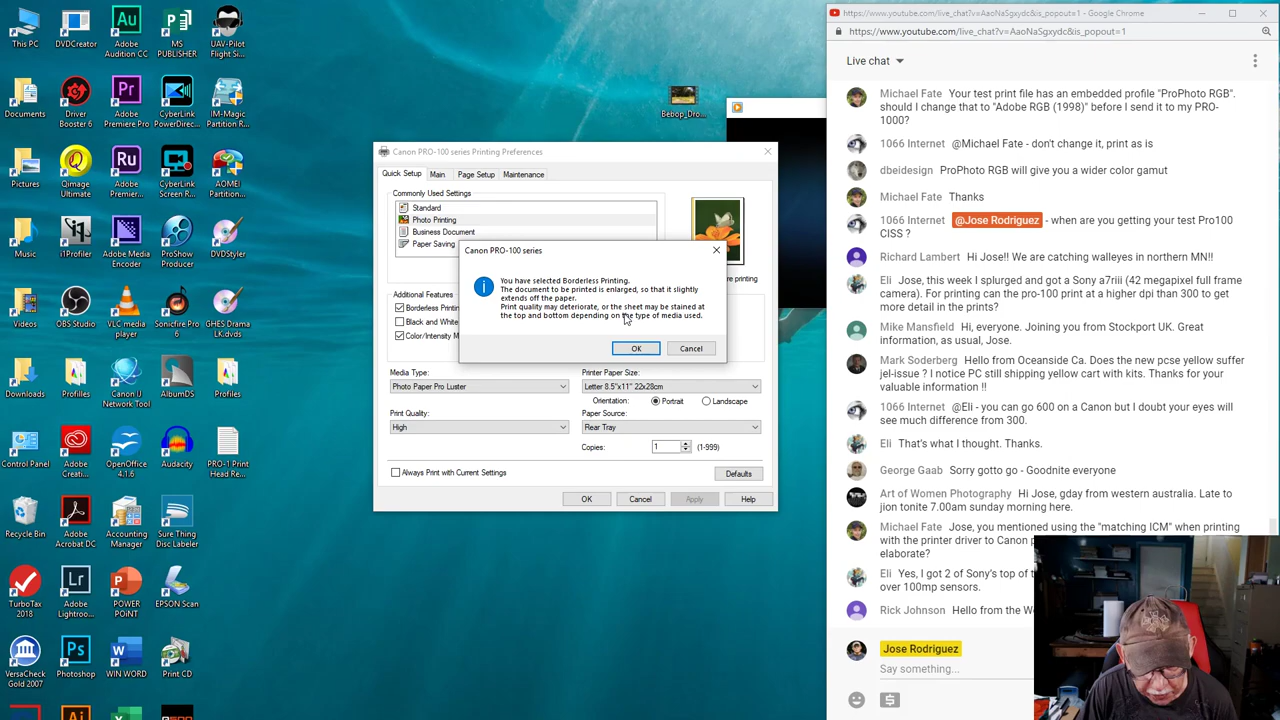 This PC
DVDCreator
Adobe
Audition CC
MS
PUBLISHER
UAV-Pilot
Flight Si...
Documents
Driver
Booster 6
Adobe
Premiere Pro
CyberLink
PowerDirec...
IM-Magic
Partition R...
Pictures
Qimage
Ultimate
Adobe
Premiere Ru...
CyberLink
Screen R...
AOMEI
Partition ...
Music
i1Profiler
Adobe
Media Encoder
ProShow
Producer
DVDStyler
Videos
OBS Studio
VLC media
player
Sonicfire Pro
6
GHES Drama
LK.dvds
Downloads
Profiles
Canon IJ
Network Tool
AlbumDS
Profiles
Control Panel
Adobe
Creati...
OpenOffice
4.1.6
Audacity
PRO-1 Print
Head Re...
Recycle Bin
Adobe
Acrobat DC
Accounting
Manager
Sure Thing
Disc Labeler
TurboTax
2018
Adobe
Lightroo...
POWER
POiNT
EPSON Scan
VersaCheck
Gold 2007
Photoshop
WIN WORD
Print CD
Bebop_Dro...
Canon PRO-100 series Printing Preferences
Quick Setup Main Page Setup Maintenance
Commonly Used Settings
Standard
Photo Printing
Business Document
Paper Saving
Canon PRO-100 series
You have selected Borderless Printing.
The document to be printed is enlarged, so that it slightly
extends off the paper.
Print quality may deteriorate, or the sheet may be stained at
the top and bottom depending on the type of media used.
OK Cancel
Additional Features
Borderless Printin
Black and White
Color/Intensity M
Media Type:
Photo Paper Pro Luster
Printer Paper Size:
Letter 8.5"x11" 22x28cm
Orientation: Portrait Landscape
Print Quality:
High
Paper Source:
Rear Tray
Copies: 1 (1-999)
Always Print with Current Settings
Defaults
OK Cancel Apply Help
https://www.youtube.com/live_chat?v=AaoNaSgxydc&is_popout=1 - Google Chrome
https://www.youtube.com/live_chat?v=AaoNaSgxydc&is_popout=1
Live chat
Michael Fate Your test print file has an embedded profile "ProPhoto RGB".
should I change that to "Adobe RGB (1998)" before I send it to my PRO-
1000?
1066 Internet @Michael Fate - don't change it, print as is
dbeidesign ProPhoto RGB will give you a wider color gamut
Michael Fate Thanks
1066 Internet @Jose Rodriguez - when are you getting your test Pro100
CISS ?
Richard Lambert Hi Jose!! We are catching walleyes in northern MN!!
Eli Jose, this week I splurged and got a Sony a7riii (42 megapixel full frame
camera). For printing can the pro-100 print at a higher dpi than 300 to get
more detail in the prints?
Mike Mansfield Hi, everyone. Joining you from Stockport UK. Great
information, as usual, Jose.
Mark Soderberg Hello from Oceanside Ca. Does the new pcse yellow suffer
jel-issue ? I notice PC still shipping yellow cart with kits. Thanks for your
valuable information !!
1066 Internet @Eli - you can go 600 on a Canon but I doubt your eyes will
see much difference from 300.
Eli That's what I thought. Thanks.
George Gaab Sorry gotto go - Goodnite everyone
Art of Women Photography Hi Jose, gday from western australia. Late to
jion tonite 7.00am sunday morning here.
Michael Fate Jose, you mentioned using the "matching ICM" when printing
with the printer driver to Canon p
elaborate?
Eli Yes, I got 2 of Sony's top of t
over 100mp sensors.
Rick Johnson Hello from the We
Jose Rodriguez
Say something...